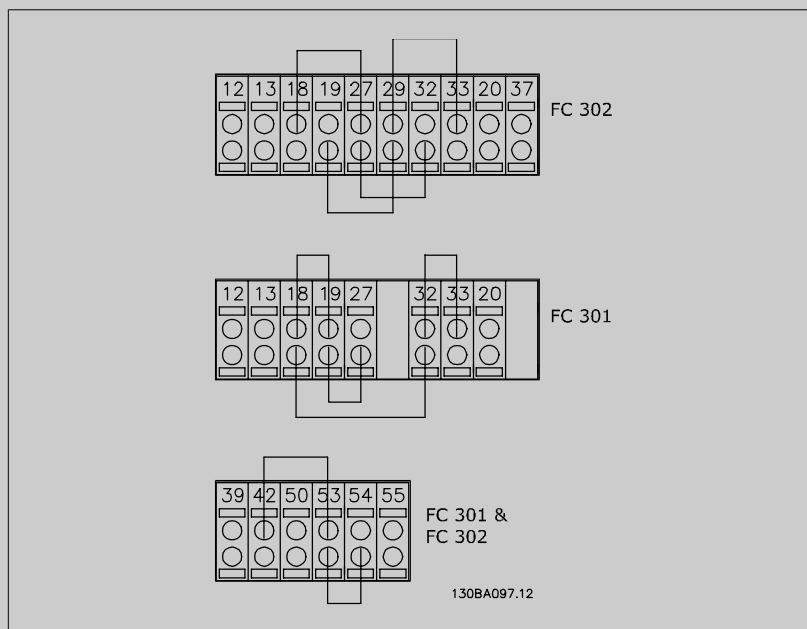 12 13 18 19 27 29 32 33 20 37
FC 302
12 13 18 19 27 32 33 20
FC 301
39 42 50 53 54 55
FC 301 &
FC 302
130BA097.12